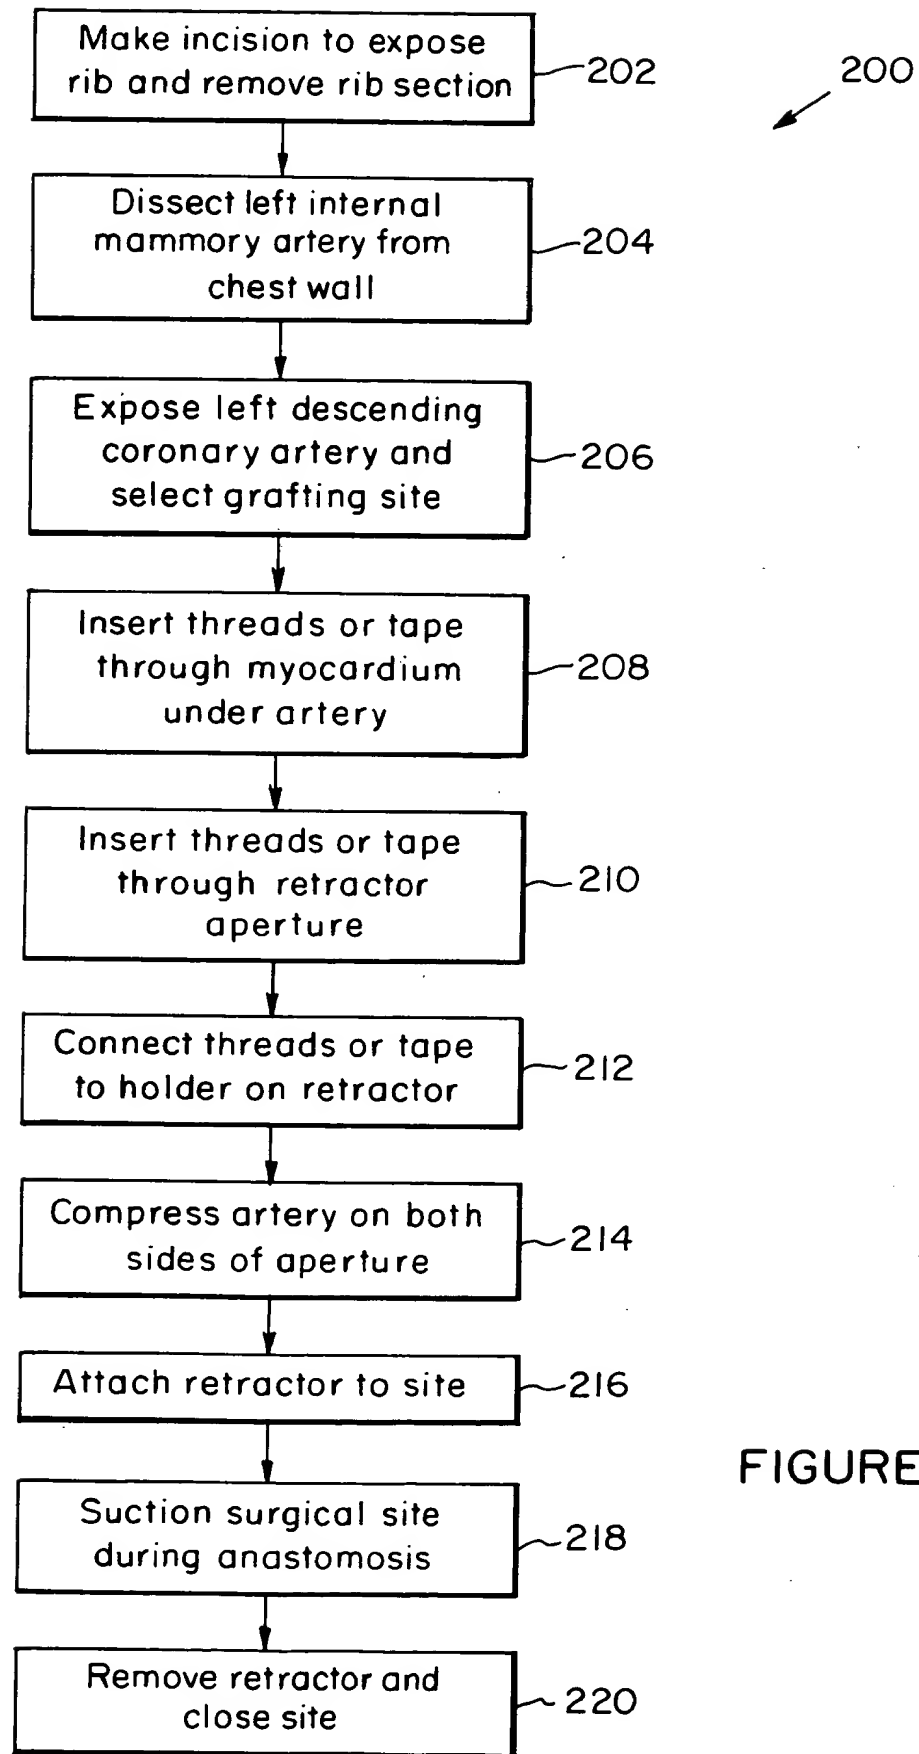 Make incision to expose
rib and remove rib section
202
200
Dissect left internal
mammory artery from
chest wall
204
Expose left descending
coronary artery and
select grafting site
206
Insert threads or tape
through myocardium
under artery
208
Insert threads or tape
through retractor
aperture
210
Connect threads or tape
to holder on retractor
212
Compress artery on both
sides of aperture
214
Attach retractor to site
216
FIGURE
Suction surgical site
during anastomosis
218
Remove retractor and
close site
220